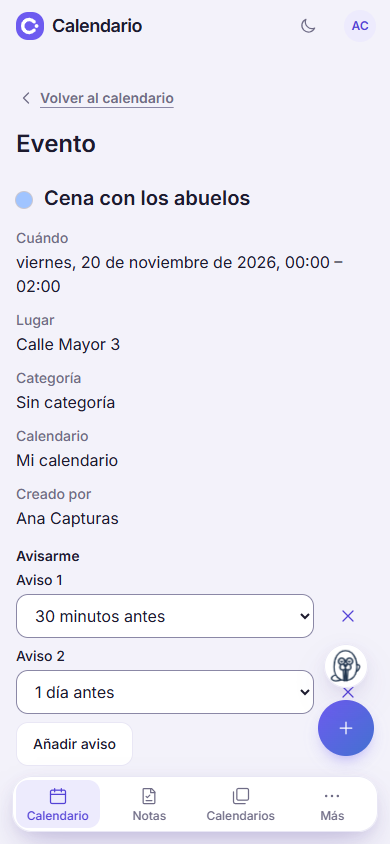 Calendario
AC
Volver al calendario
Evento
Cena con los abuelos
Cuándo
viernes, 20 de noviembre de 2026, 00:00 –
02:00
Lugar
Calle Mayor 3
Categoría
Sin categoría
Calendario
Mi calendario
Creado por
Ana Capturas
Avisarme
Aviso 1
30 minutos antes
Aviso 2
1 día antes
Añadir aviso
Calendario
Notas
Calendarios
Más